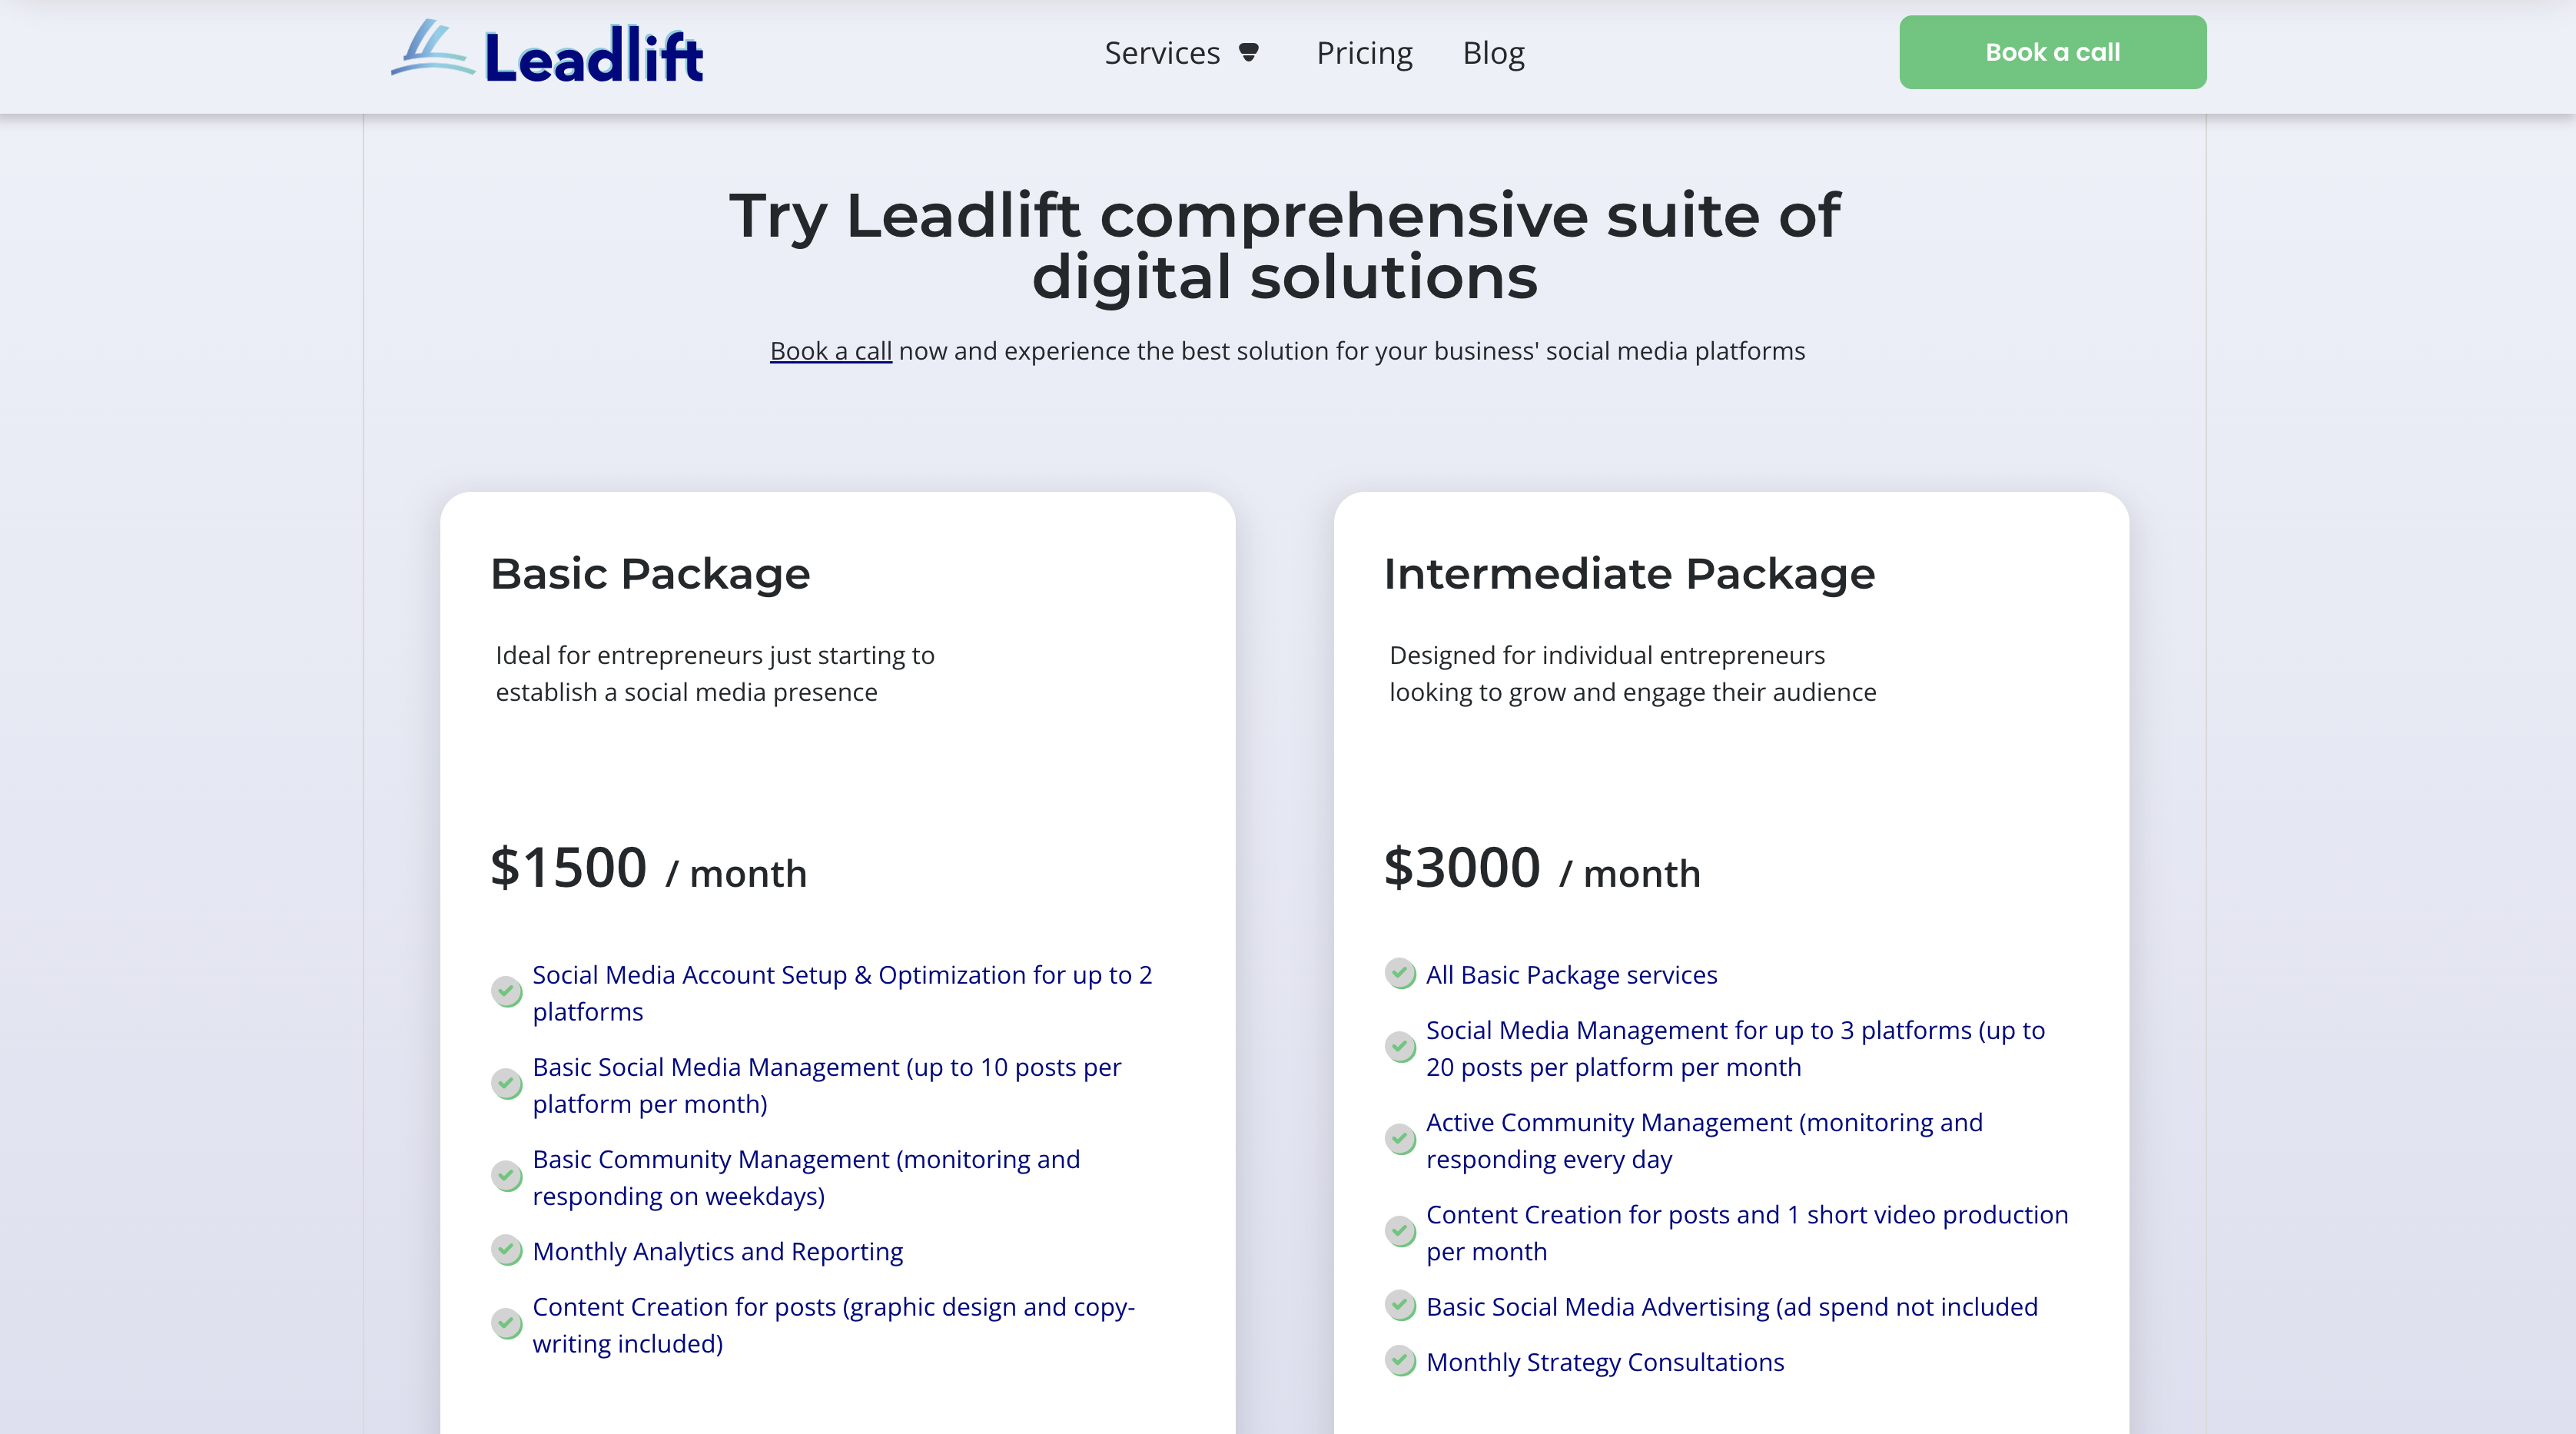 Leadlift
Services
Pricing
Blog
Book a call
Try Leadlift comprehensive suite of
digital solutions
Book a call now and experience the best solution for your business' social media platforms
Basic Package
Ideal for entrepreneurs just starting to
establish a social media presence
$1500 / month
Social Media Account Setup & Optimization for up to 2
platforms
Basic Social Media Management (up to 10 posts per
platform per month)
Basic Community Management (monitoring and
responding on weekdays)
Monthly Analytics and Reporting
Content Creation for posts (graphic design and copy-
writing included)
Intermediate Package
Designed for individual entrepreneurs
looking to grow and engage their audience
$3000 / month
All Basic Package services
Social Media Management for up to 3 platforms (up to
20 posts per platform per month
Active Community Management (monitoring and
responding every day
Content Creation for posts and 1 short video production
per month
Basic Social Media Advertising (ad spend not included
Monthly Strategy Consultations